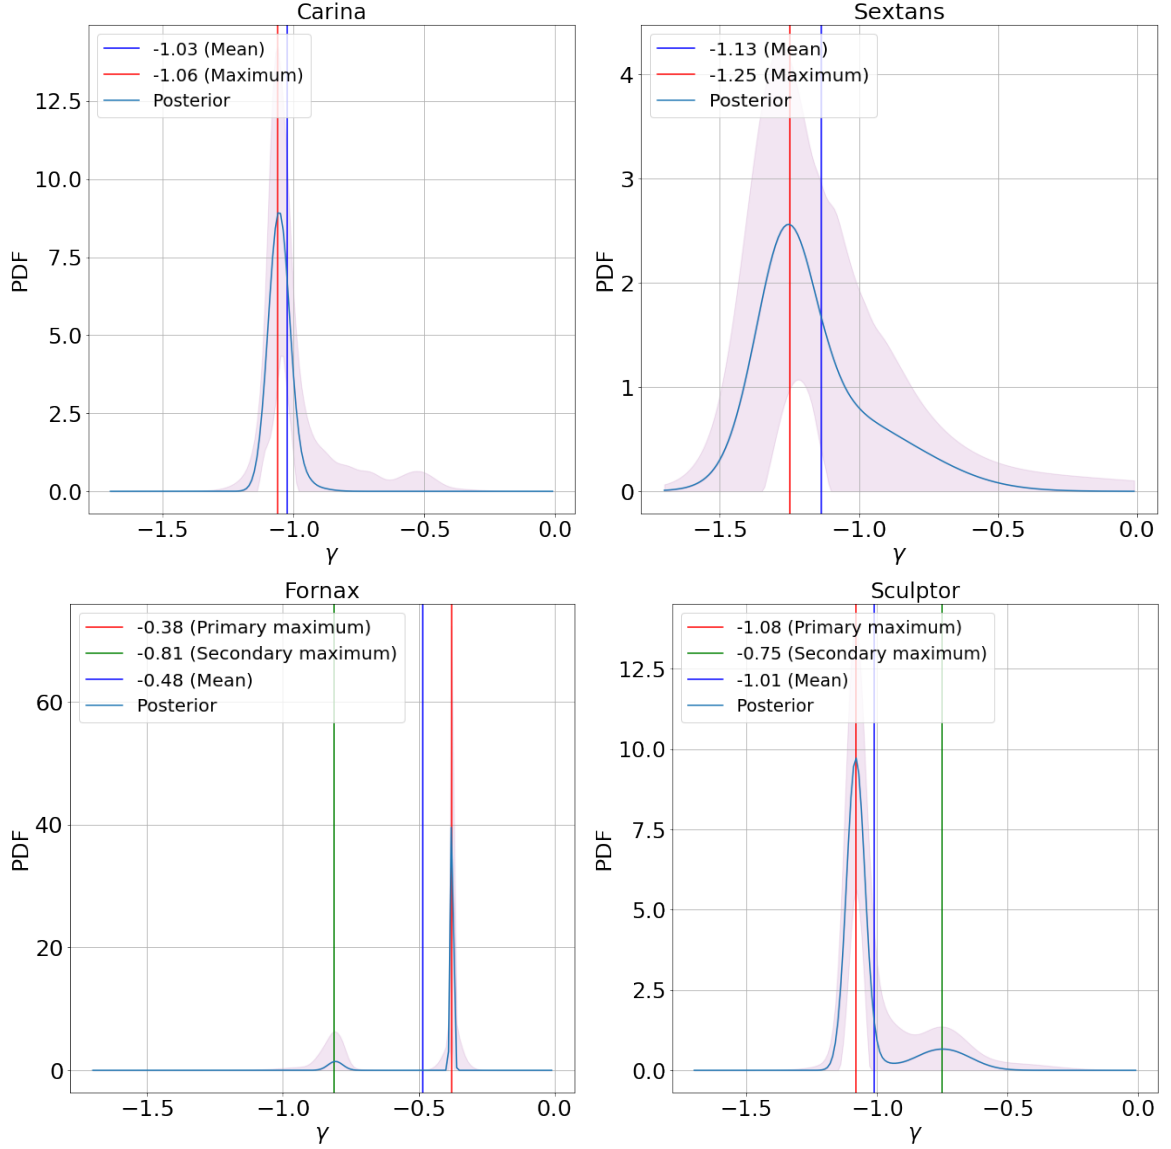 Carina
-1.03 (Mean)
-1.06 (Maximum)
Posterior
12.5
10.0
7.5
5.0
2.5
0.0
PDF
−1.5
−1.0
−0.5
0.0
γ
Sextans
-1.13 (Mean)
-1.25 (Maximum)
Posterior
4
3
2
1
0
PDF
−1.5
−1.0
−0.5
0.0
γ
Fornax
-0.38 (Primary maximum)
-0.81 (Secondary maximum)
-0.48 (Mean)
Posterior
60
40
20
0
PDF
−1.5
−1.0
−0.5
0.0
γ
Sculptor
-1.08 (Primary maximum)
-0.75 (Secondary maximum)
-1.01 (Mean)
Posterior
12.5
10.0
7.5
5.0
2.5
0.0
PDF
−1.5
−1.0
−0.5
0.0
γ